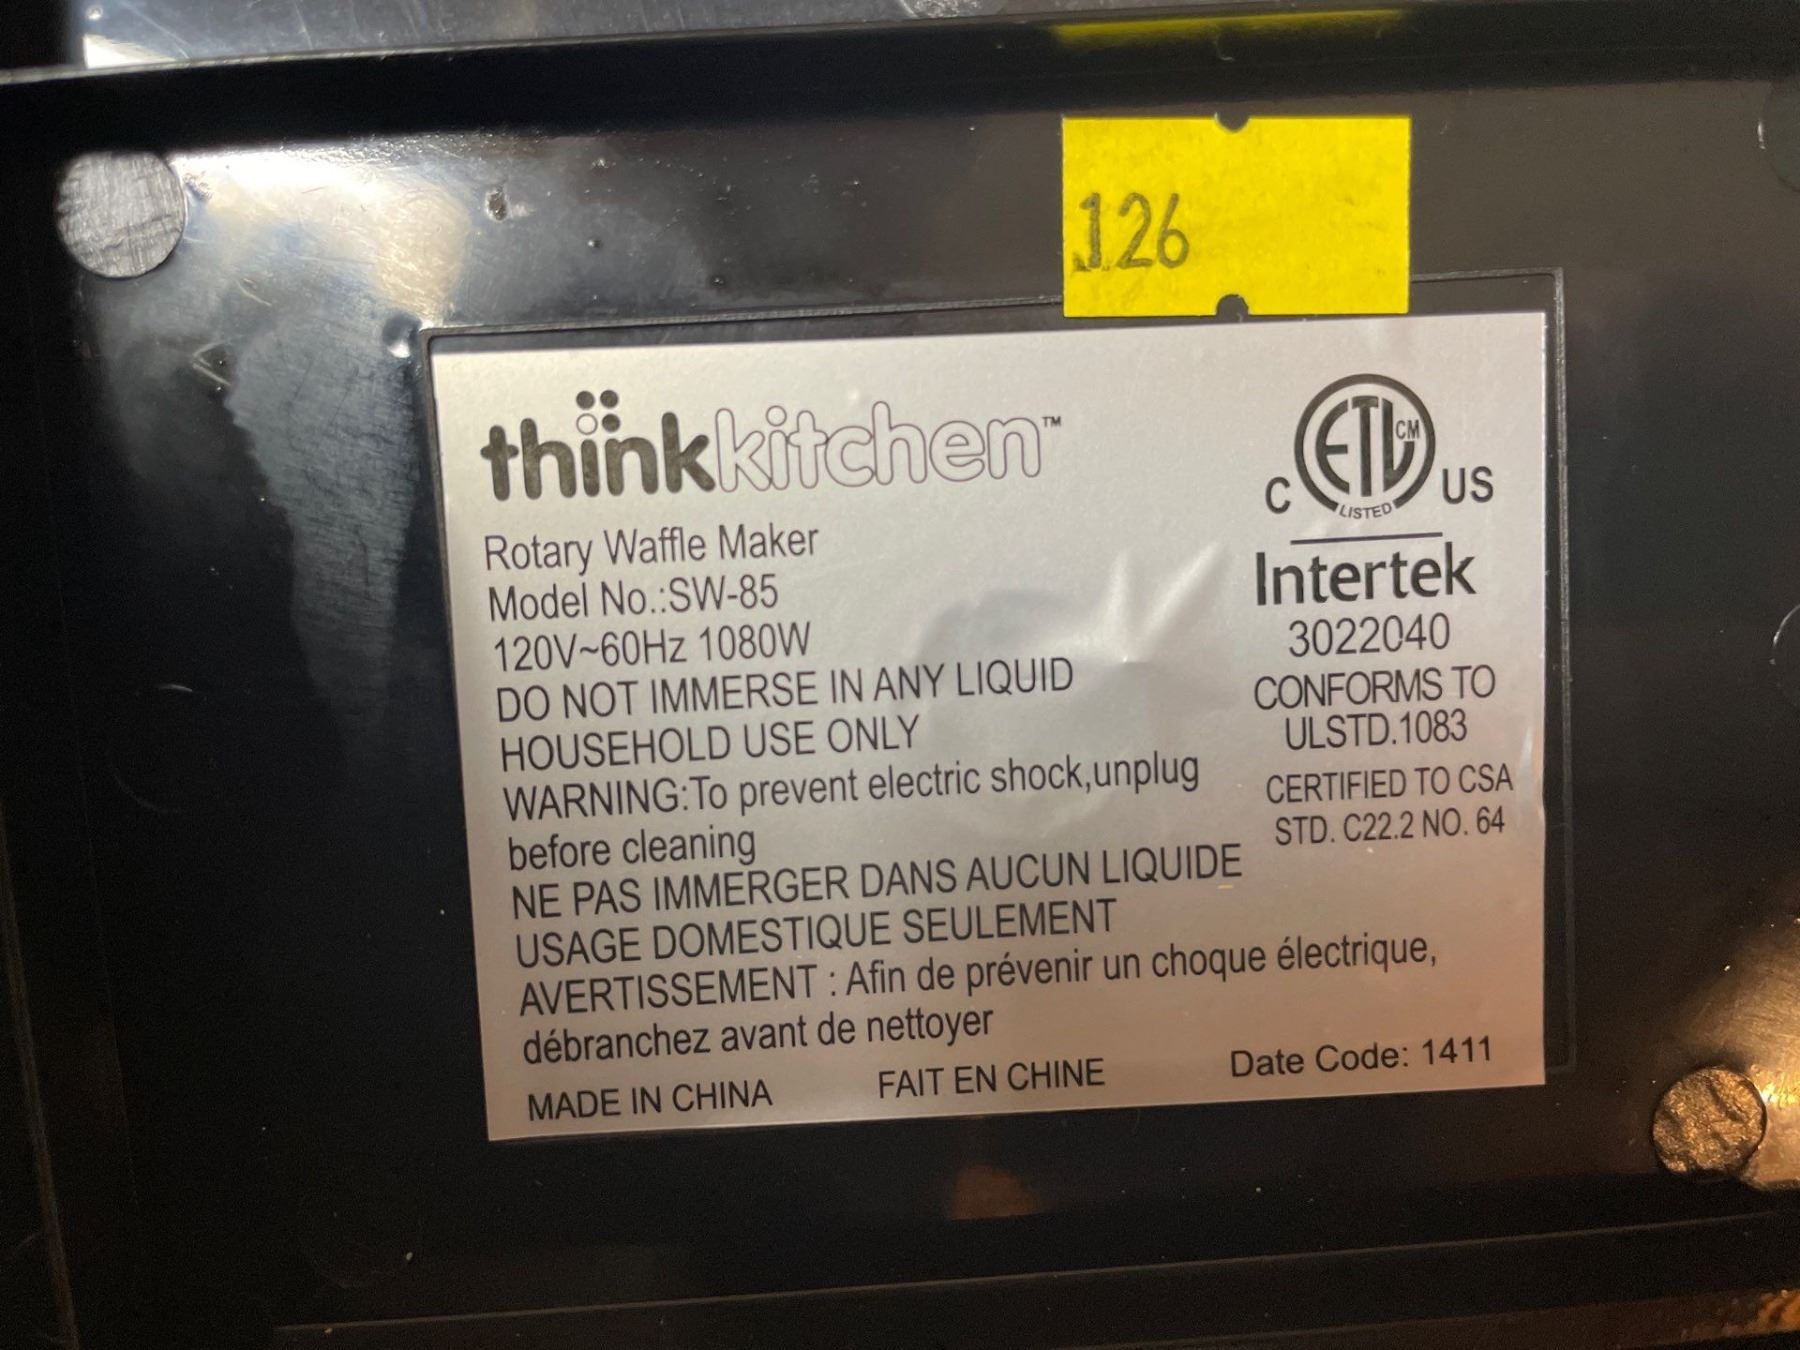 126
thinkkitchen™
Rotary Waffle Maker
Model No.:SW-85
120V~60Hz 1080W
DO NOT IMMERSE IN ANY LIQUID
HOUSEHOLD USE ONLY
WARNING:To prevent electric shock,unplug
before cleaning
NE PAS IMMERGER DANS AUCUN LIQUIDE
USAGE DOMESTIQUE SEULEMENT
AVERTISSEMENT : Afin de prévenir un choque électrique,
débranchez avant de nettoyer
MADE IN CHINA FAIT EN CHINE Date Code: 1411
ETL CM
C LISTED US
Intertek
3022040
CONFORMS TO
ULSTD.1083
CERTIFIED TO CSA
STD. C22.2 NO. 64